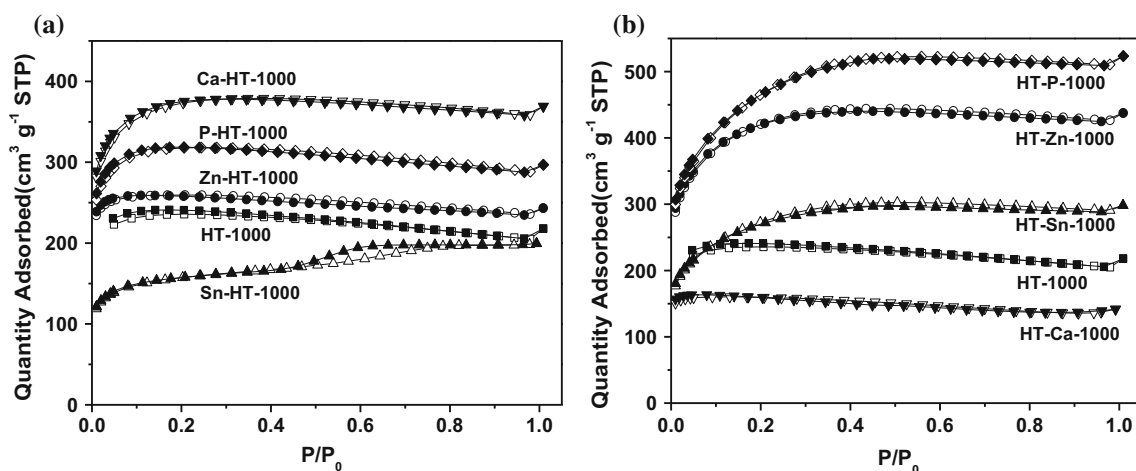 (a)
Quantity Adsorbed(cm³ g⁻¹ STP)
400
300
200
100
0
Ca-HT-1000
P-HT-1000
Zn-HT-1000
HT-1000
Sn-HT-1000
0.0 0.2 0.4 0.6 0.8 1.0
P/P₀
(b)
Quantity Adsorbed(cm³ g⁻¹ STP)
500
400
300
200
100
0
HT-P-1000
HT-Zn-1000
HT-Sn-1000
HT-1000
HT-Ca-1000
0.0 0.2 0.4 0.6 0.8 1.0
P/P₀